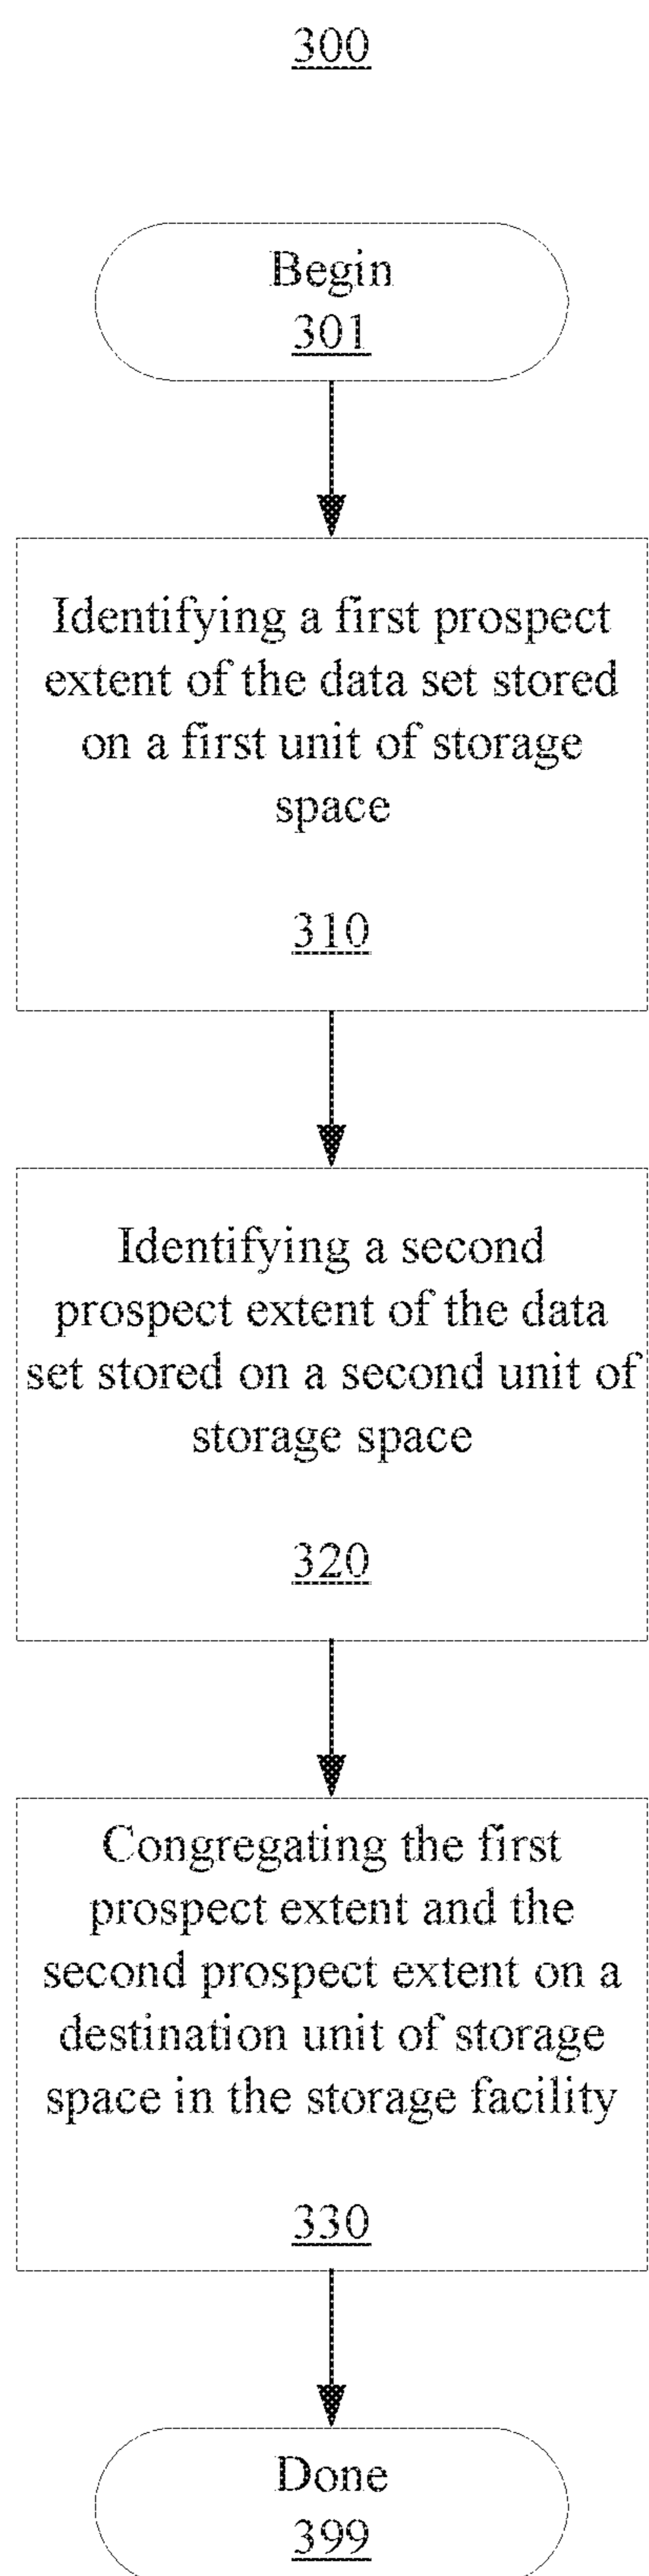 300
Begin
301
Identifying a first prospect
extent of the data set stored
on a first unit of storage
space
310
Identifying a second
prospect extent of the data
set stored on a second unit of
storage space
320
Congregating the first
prospect extent and the
second prospect extent on a
destination unit of storage
space in the storage facility
330
Done
399